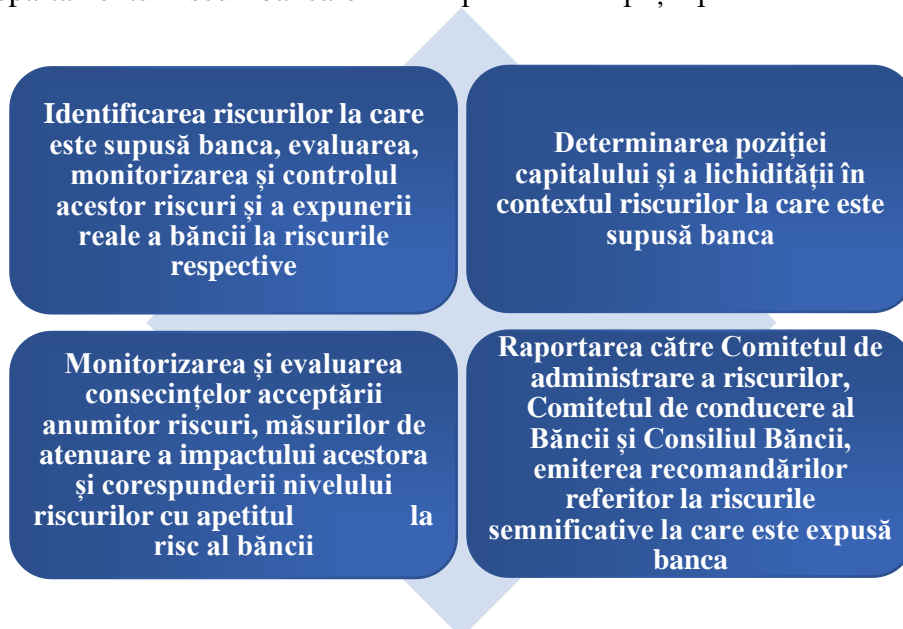 Identificarea riscurilor la care
este supusă banca, evaluarea,
monitorizarea și controlul
acestor riscuri și a expunerii
reale a băncii la riscurile
respective
Determinarea poziției
capitalului și a lichidității în
contextul riscurilor la care este
supusă banca
Monitorizarea și evaluarea
consecințelor acceptării
anumitor riscuri, măsurilor de
atenuare a impactului acestora
și corespunderii nivelului
riscurilor cu apetitul la
risc al băncii
Raportarea către Comitetul de
administrare a riscurilor,
Comitetul de conducere al
Băncii și Consiliul Băncii,
emiterea recomandărilor
referitor la riscurile
semnificative la care este expusă
banca